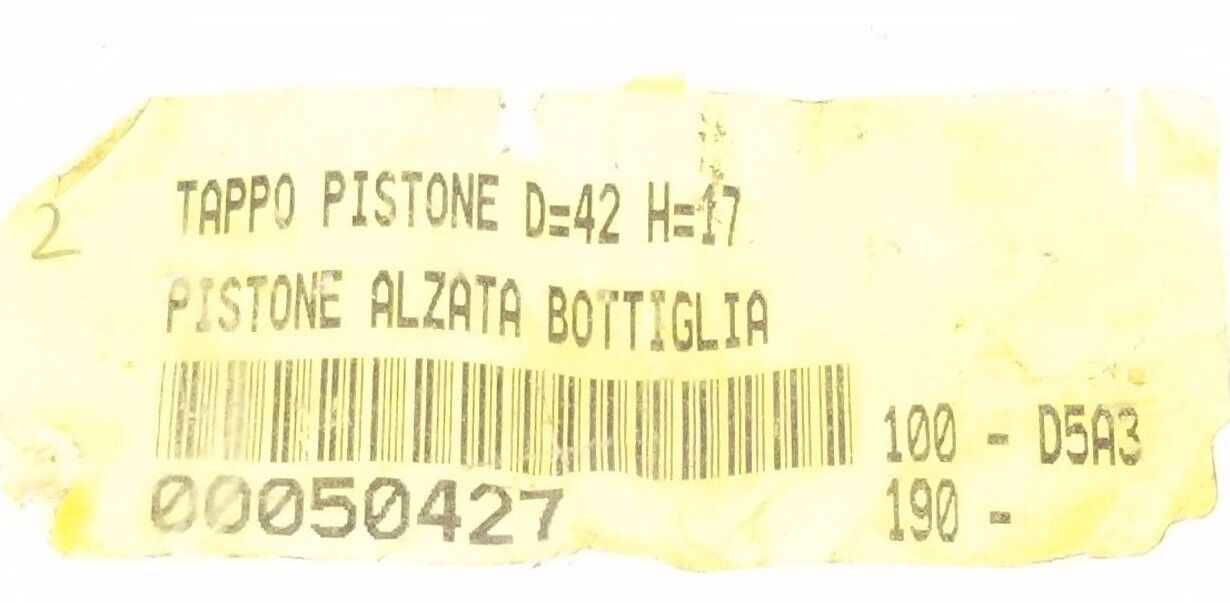 2
TAPPO PISTONE D=42 H=17
PISTONE ALZATA BOTTIGLIA
100 - D5A3
00050427
190 -